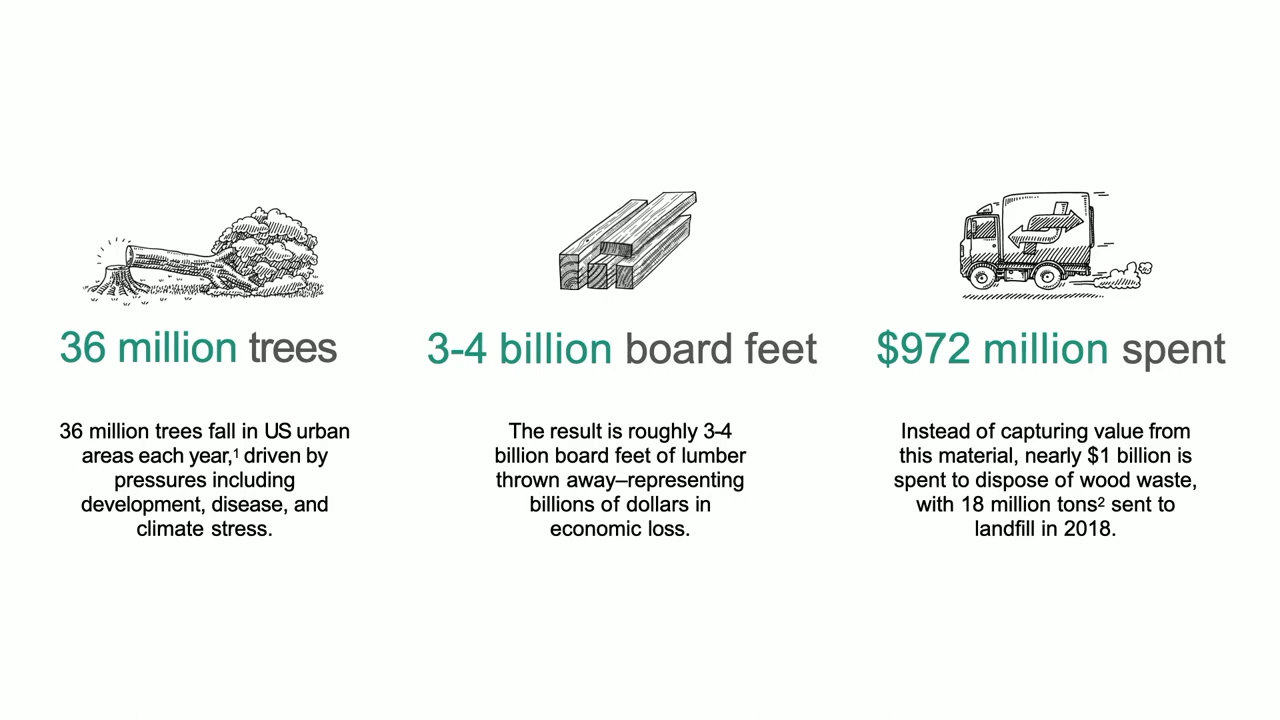 36 million trees
36 million trees fall in US urban
areas each year,¹ driven by
pressures including
development, disease, and
climate stress.
3-4 billion board feet
The result is roughly 3-4
billion board feet of lumber
thrown away–representing
billions of dollars in
economic loss.
$972 million spent
Instead of capturing value from
this material, nearly $1 billion is
spent to dispose of wood waste,
with 18 million tons² sent to
landfill in 2018.